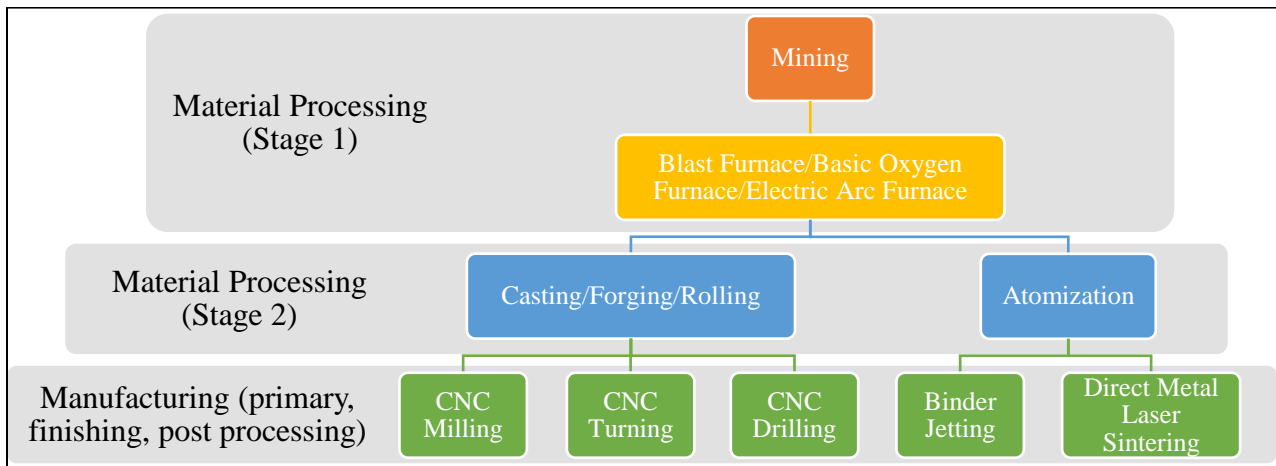 Mining
Material Processing
(Stage 1)
Blast Furnace/Basic Oxygen
Furnace/Electric Arc Furnace
Material Processing
(Stage 2)
Casting/Forging/Rolling
Atomization
Manufacturing (primary,
finishing, post processing)
CNC
Milling
CNC
Turning
CNC
Drilling
Binder
Jetting
Direct Metal
Laser
Sintering